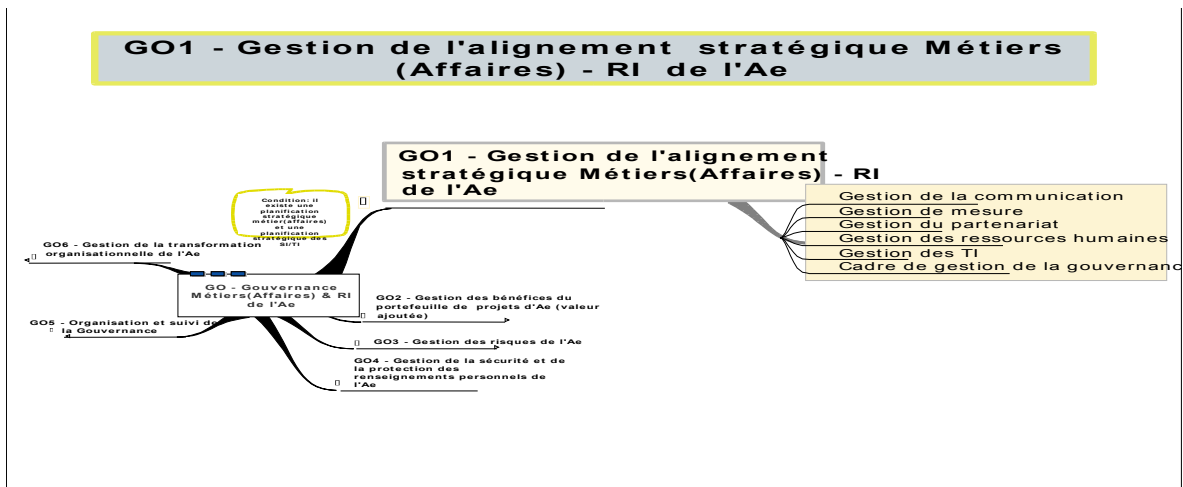 GO1 - Gestion de l'alignement stratégique Métiers
(Affaires) - RI de l'Ae
GO1 - Gestion de l'alignement
stratégique Métiers(Affaires) - RI
de l'Ae
Gestion de la communication
Gestion de mesure
Gestion du partenariat
Gestion des ressources humaines
Gestion des TI
Cadre de gestion de la gouvernanc
Condition: il
existe une
planification
stratégique
métier(affaires)
et une
planification
stratégique des
SI/TI
GO6 - Gestion de la transformation
organisationnelle de l'Ae
GO - Gouvernance
Métiers(Affaires) & RI
de l'Ae
GO5 - Organisation et suivi de
la Gouvernance
GO2 - Gestion des bénéfices du
portefeuille de projets d'Ae (valeur
ajoutée)
GO3 - Gestion des risques de l'Ae
GO4 - Gestion de la sécurité et de
la protection des
renseignements personnels de
l'Ae